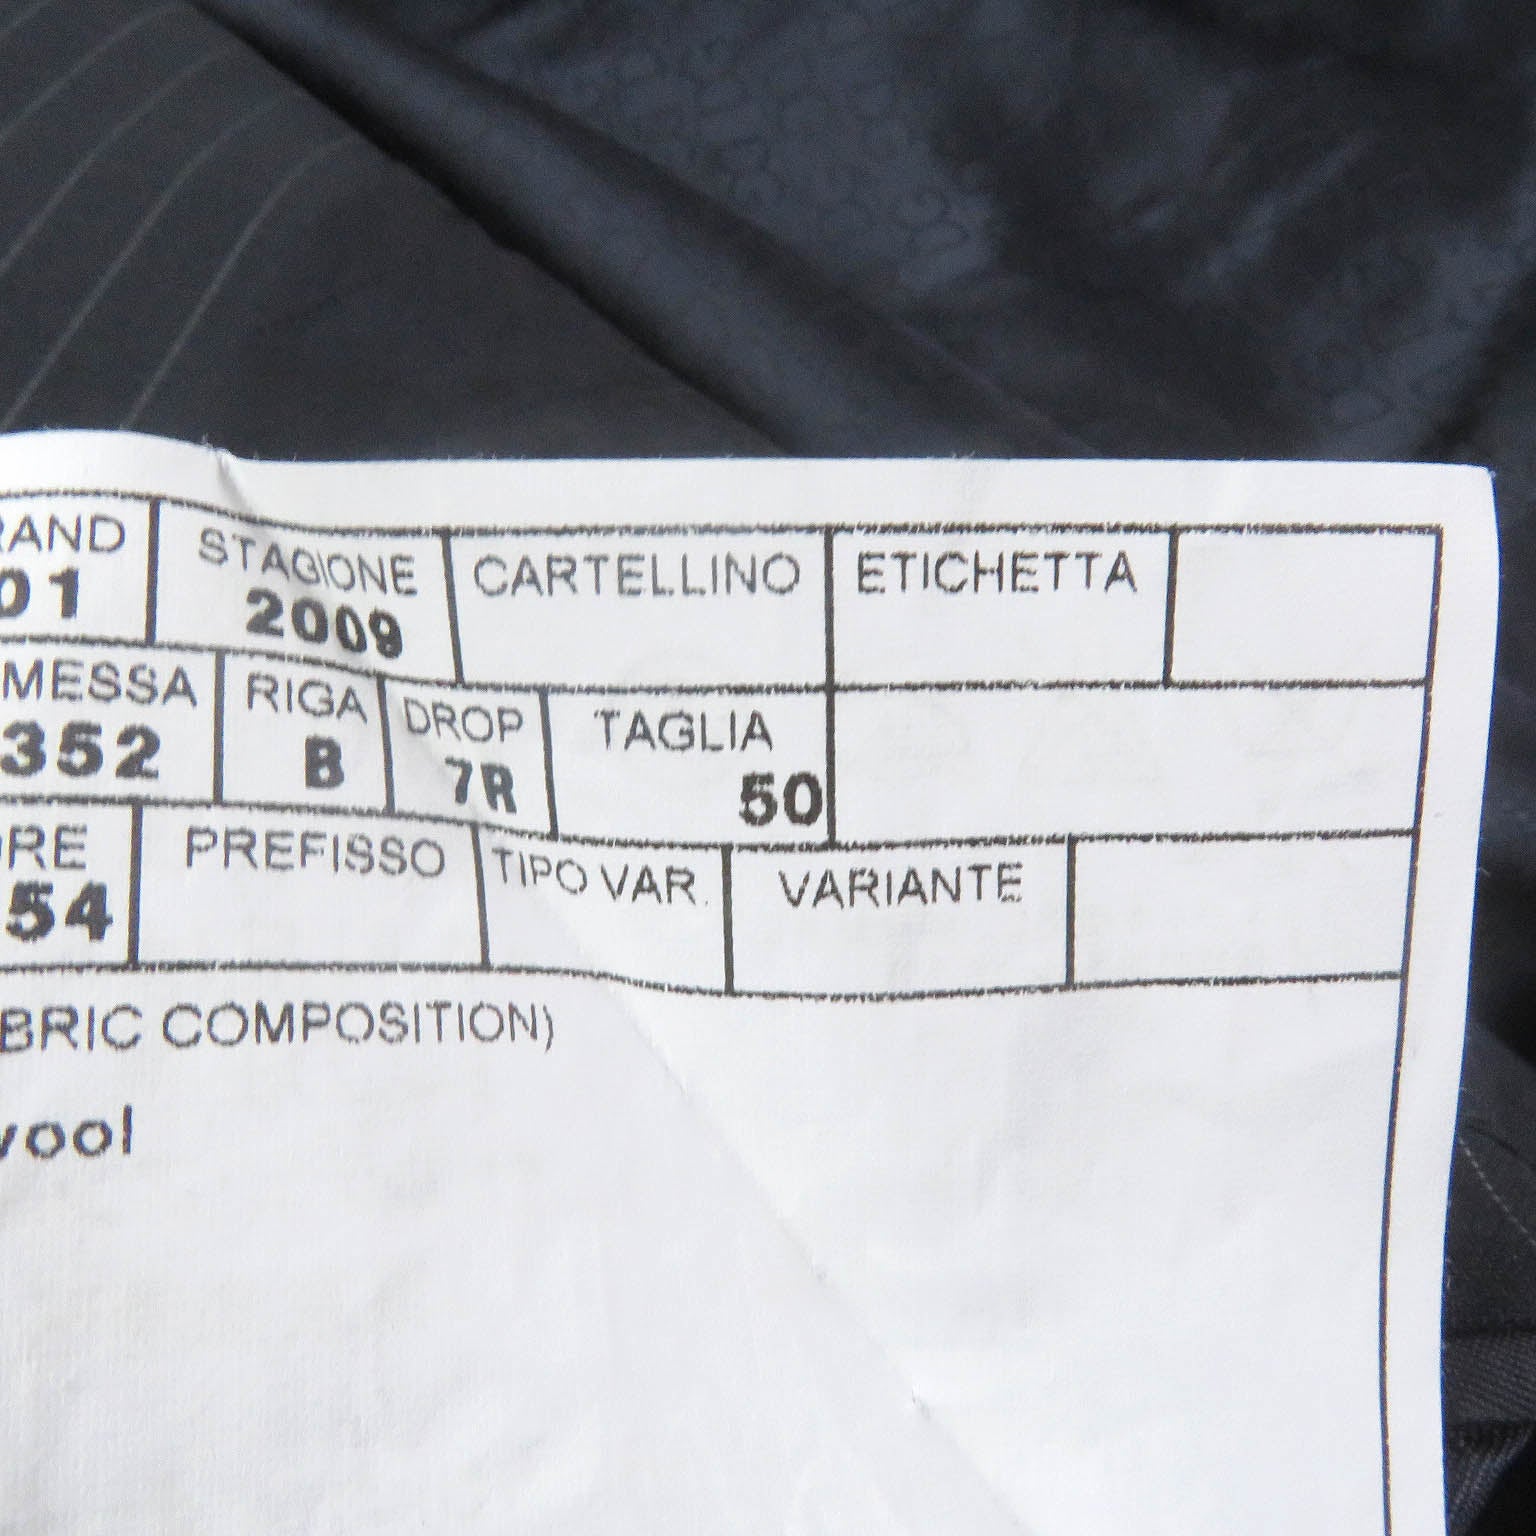 RAND STAGIONE CARTELLINO ETICHETTA
01 2009
MESSA RIGA DROP TAGLIA
352 B 7R 50
ORE PREFISSO TIPO VAR. VARIANTE
54
BRIC COMPOSITION)
wool